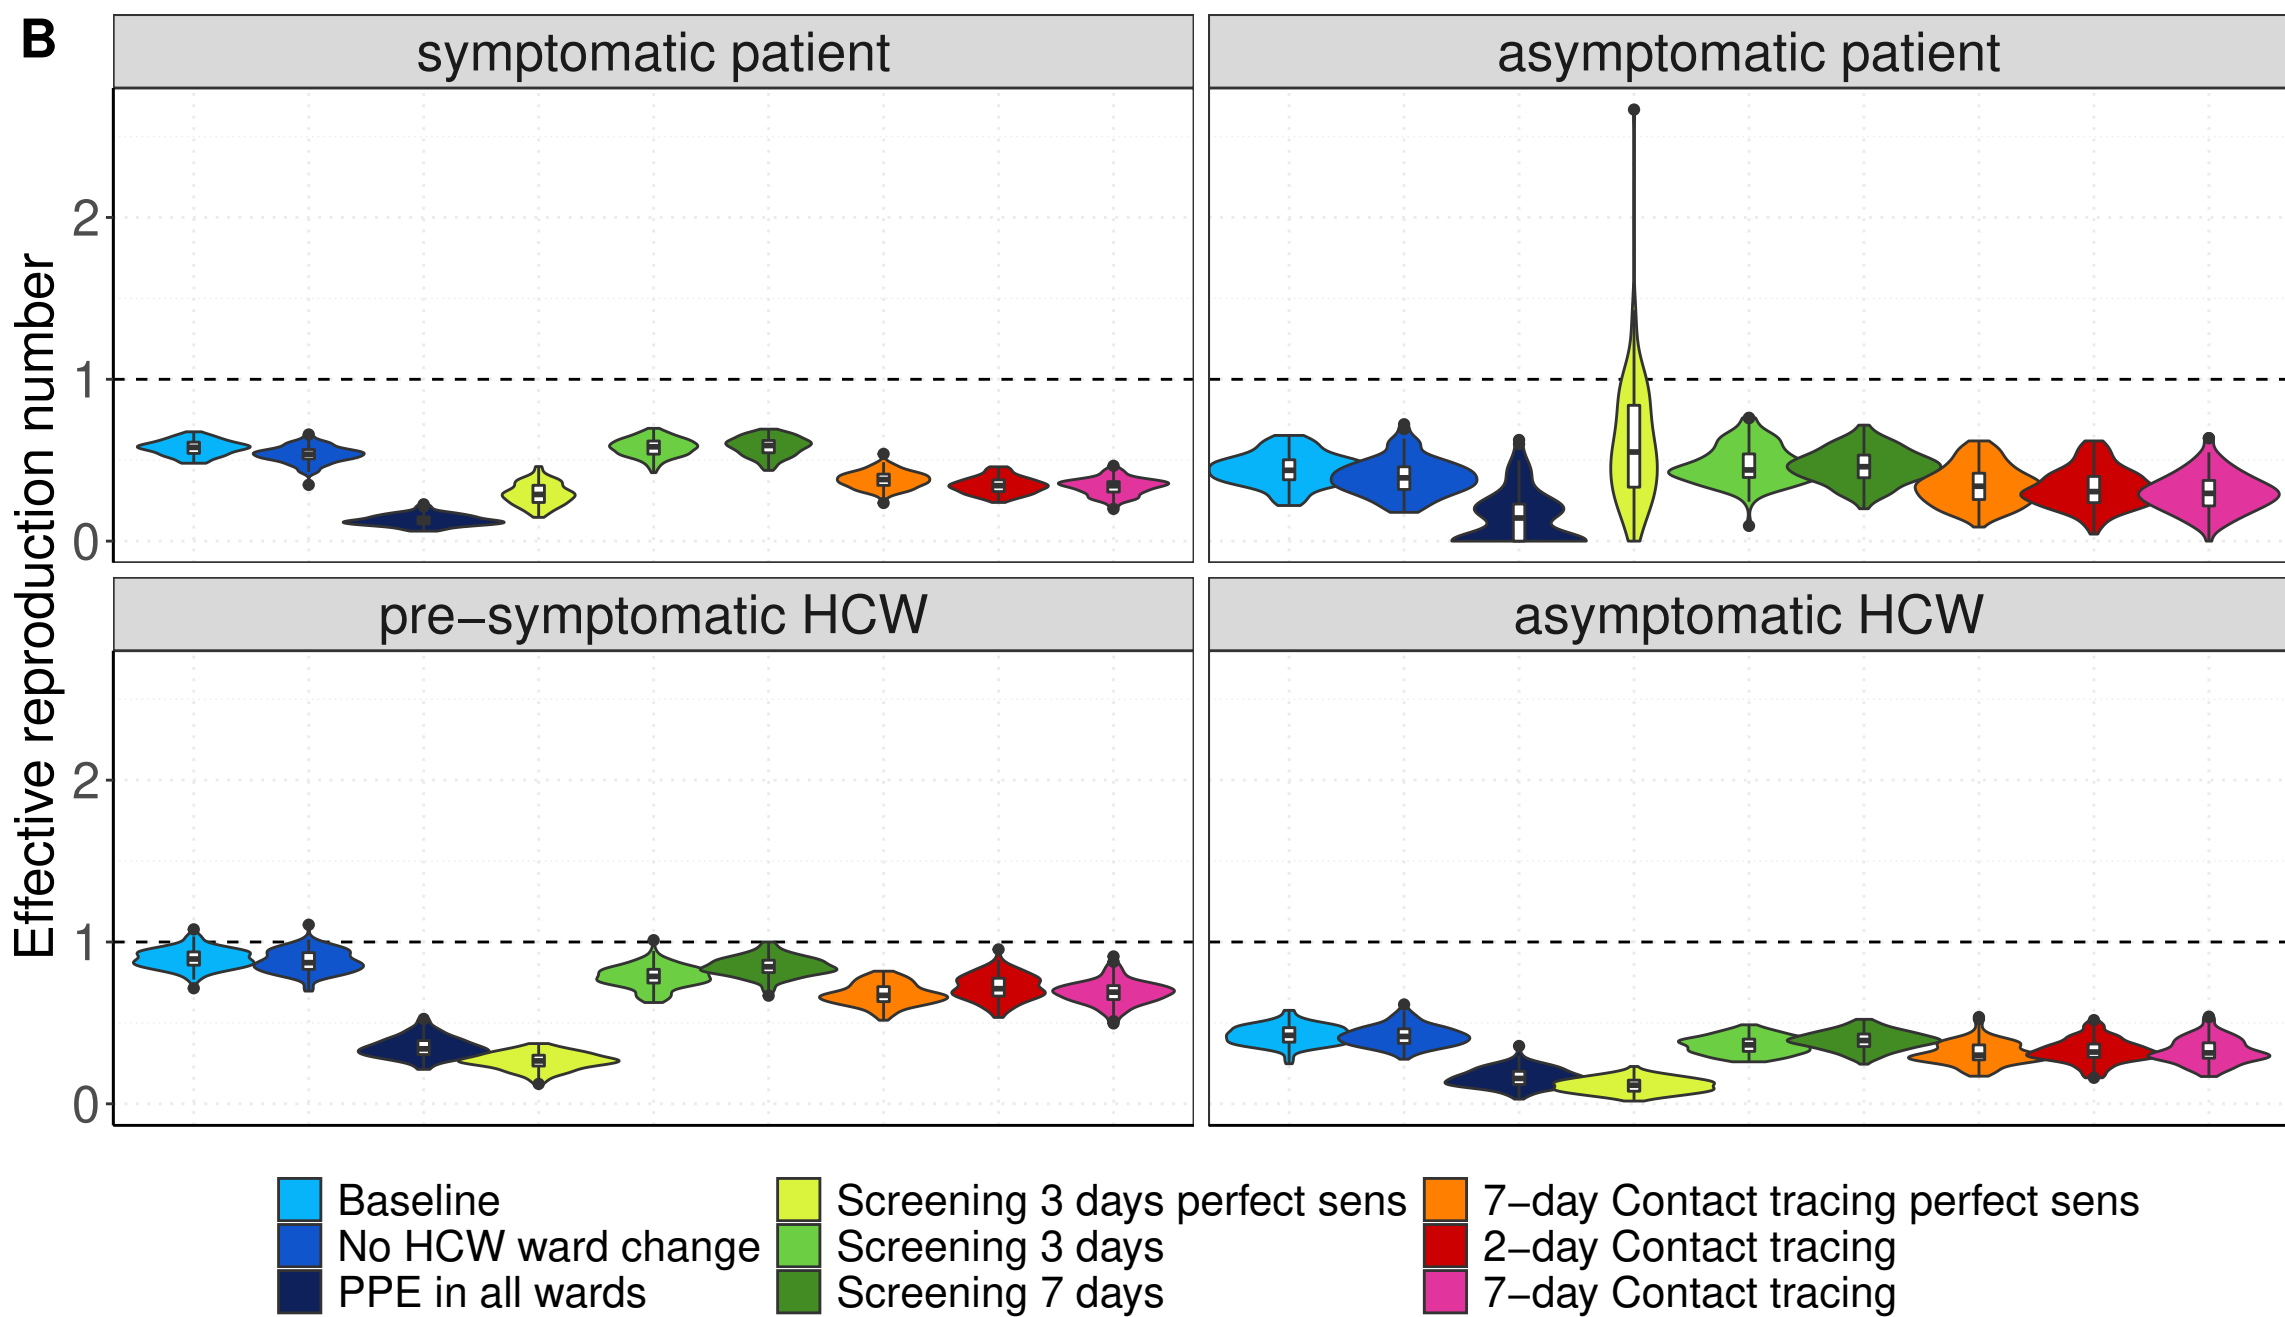 B
symptomatic patient
asymptomatic patient
Effective reproduction number
2
1
0
pre−symptomatic HCW
asymptomatic HCW
2
1
0
Baseline
No HCW ward change
PPE in all wards
Screening 3 days perfect sens
Screening 3 days
Screening 7 days
7−day Contact tracing perfect sens
2−day Contact tracing
7−day Contact tracing